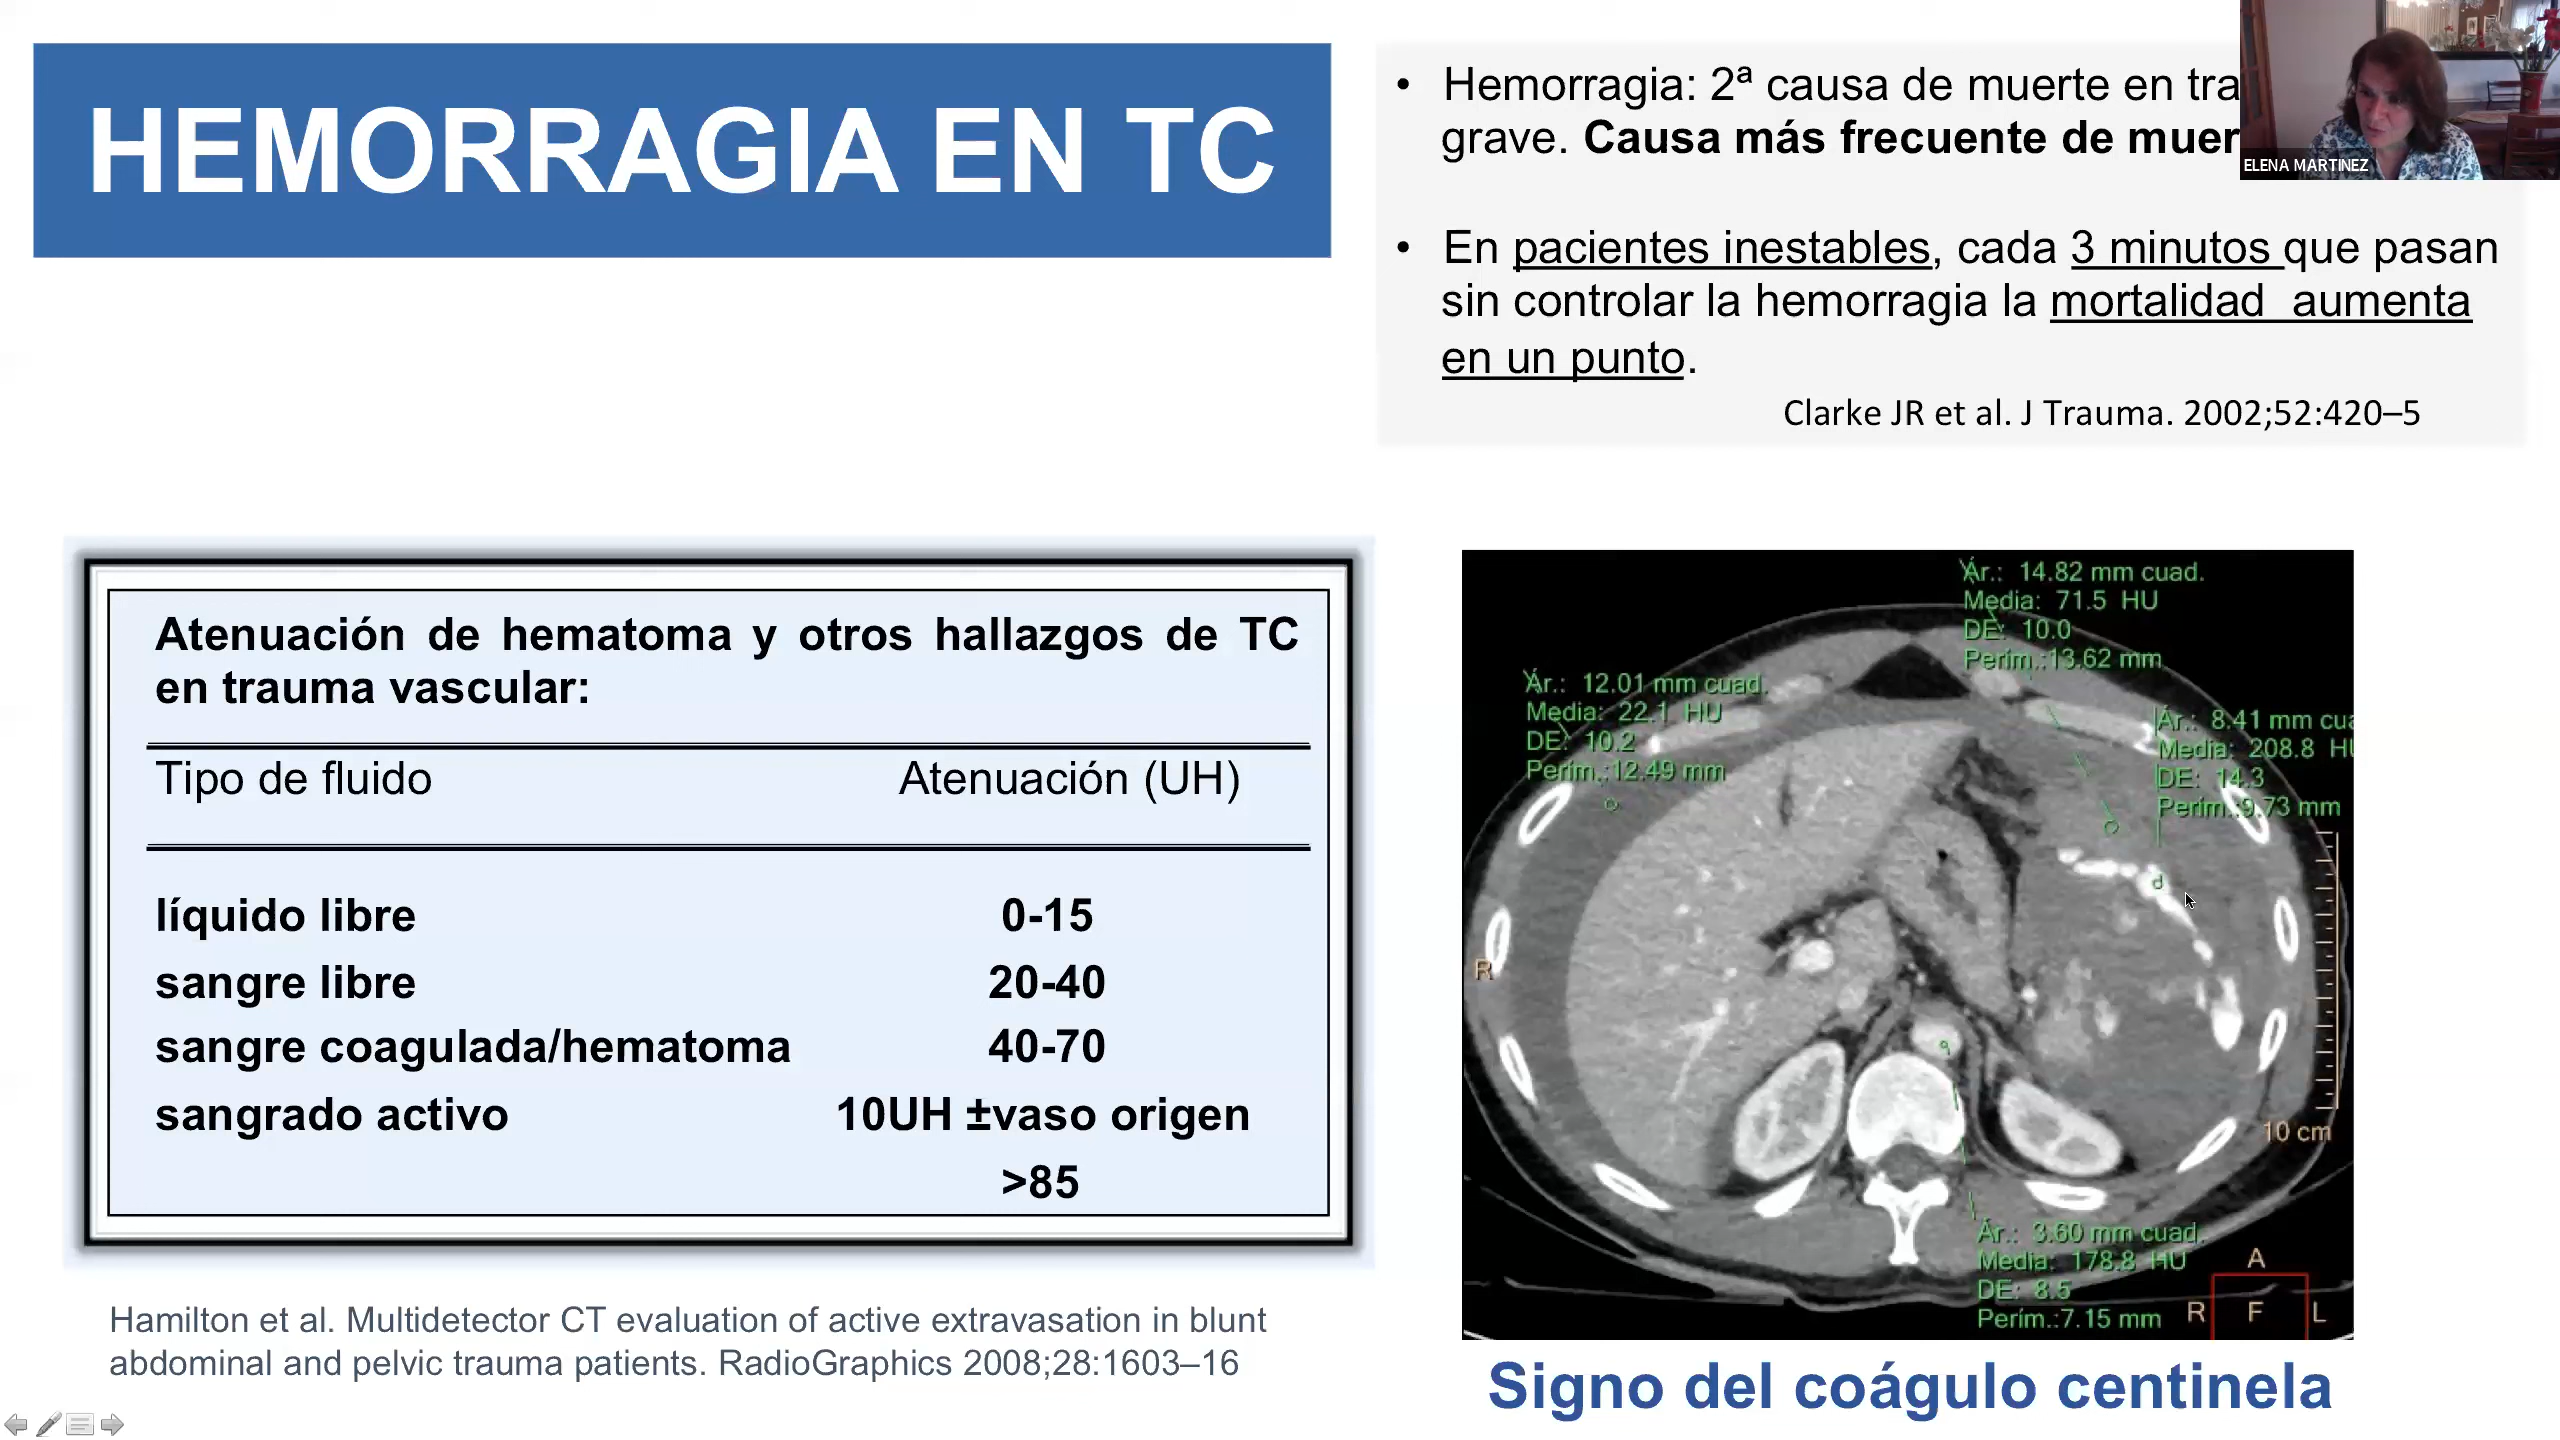 HEMORRAGIA EN TC
• Hemorragia: 2ª causa de muerte en tra
grave. Causa más frecuente de muer
ELENA MARTINEZ
• En pacientes inestables, cada 3 minutos que pasan
sin controlar la hemorragia la mortalidad aumenta
en un punto.
Clarke JR et al. J Trauma. 2002;52:420–5
Atenuación de hematoma y otros hallazgos de TC
en trauma vascular:
Tipo de fluido Atenuación (UH)
líquido libre 0-15
sangre libre 20-40
sangre coagulada/hematoma 40-70
sangrado activo 10UH ±vaso origen
>85
Hamilton et al. Multidetector CT evaluation of active extravasation in blunt
abdominal and pelvic trauma patients. RadioGraphics 2008;28:1603–16
Ár.: 14.82 mm cuad.
Media: 71.5 HU
DE: 10.0
Perím.:13.62 mm
Ár.: 12.01 mm cuad.
Media: 22.1 HU
DE: 10.2
Perím.:12.49 mm
Ár.: 8.41 mm cua
Media: 208.8 HU
DE: 14.3
Perím.:9.73 mm
R
10 cm
Ár.: 3.60 mm cuad.
Media: 178.8 HU
DE: 8.5
Perím.:7.15 mm
A
R F L
Signo del coágulo centinela